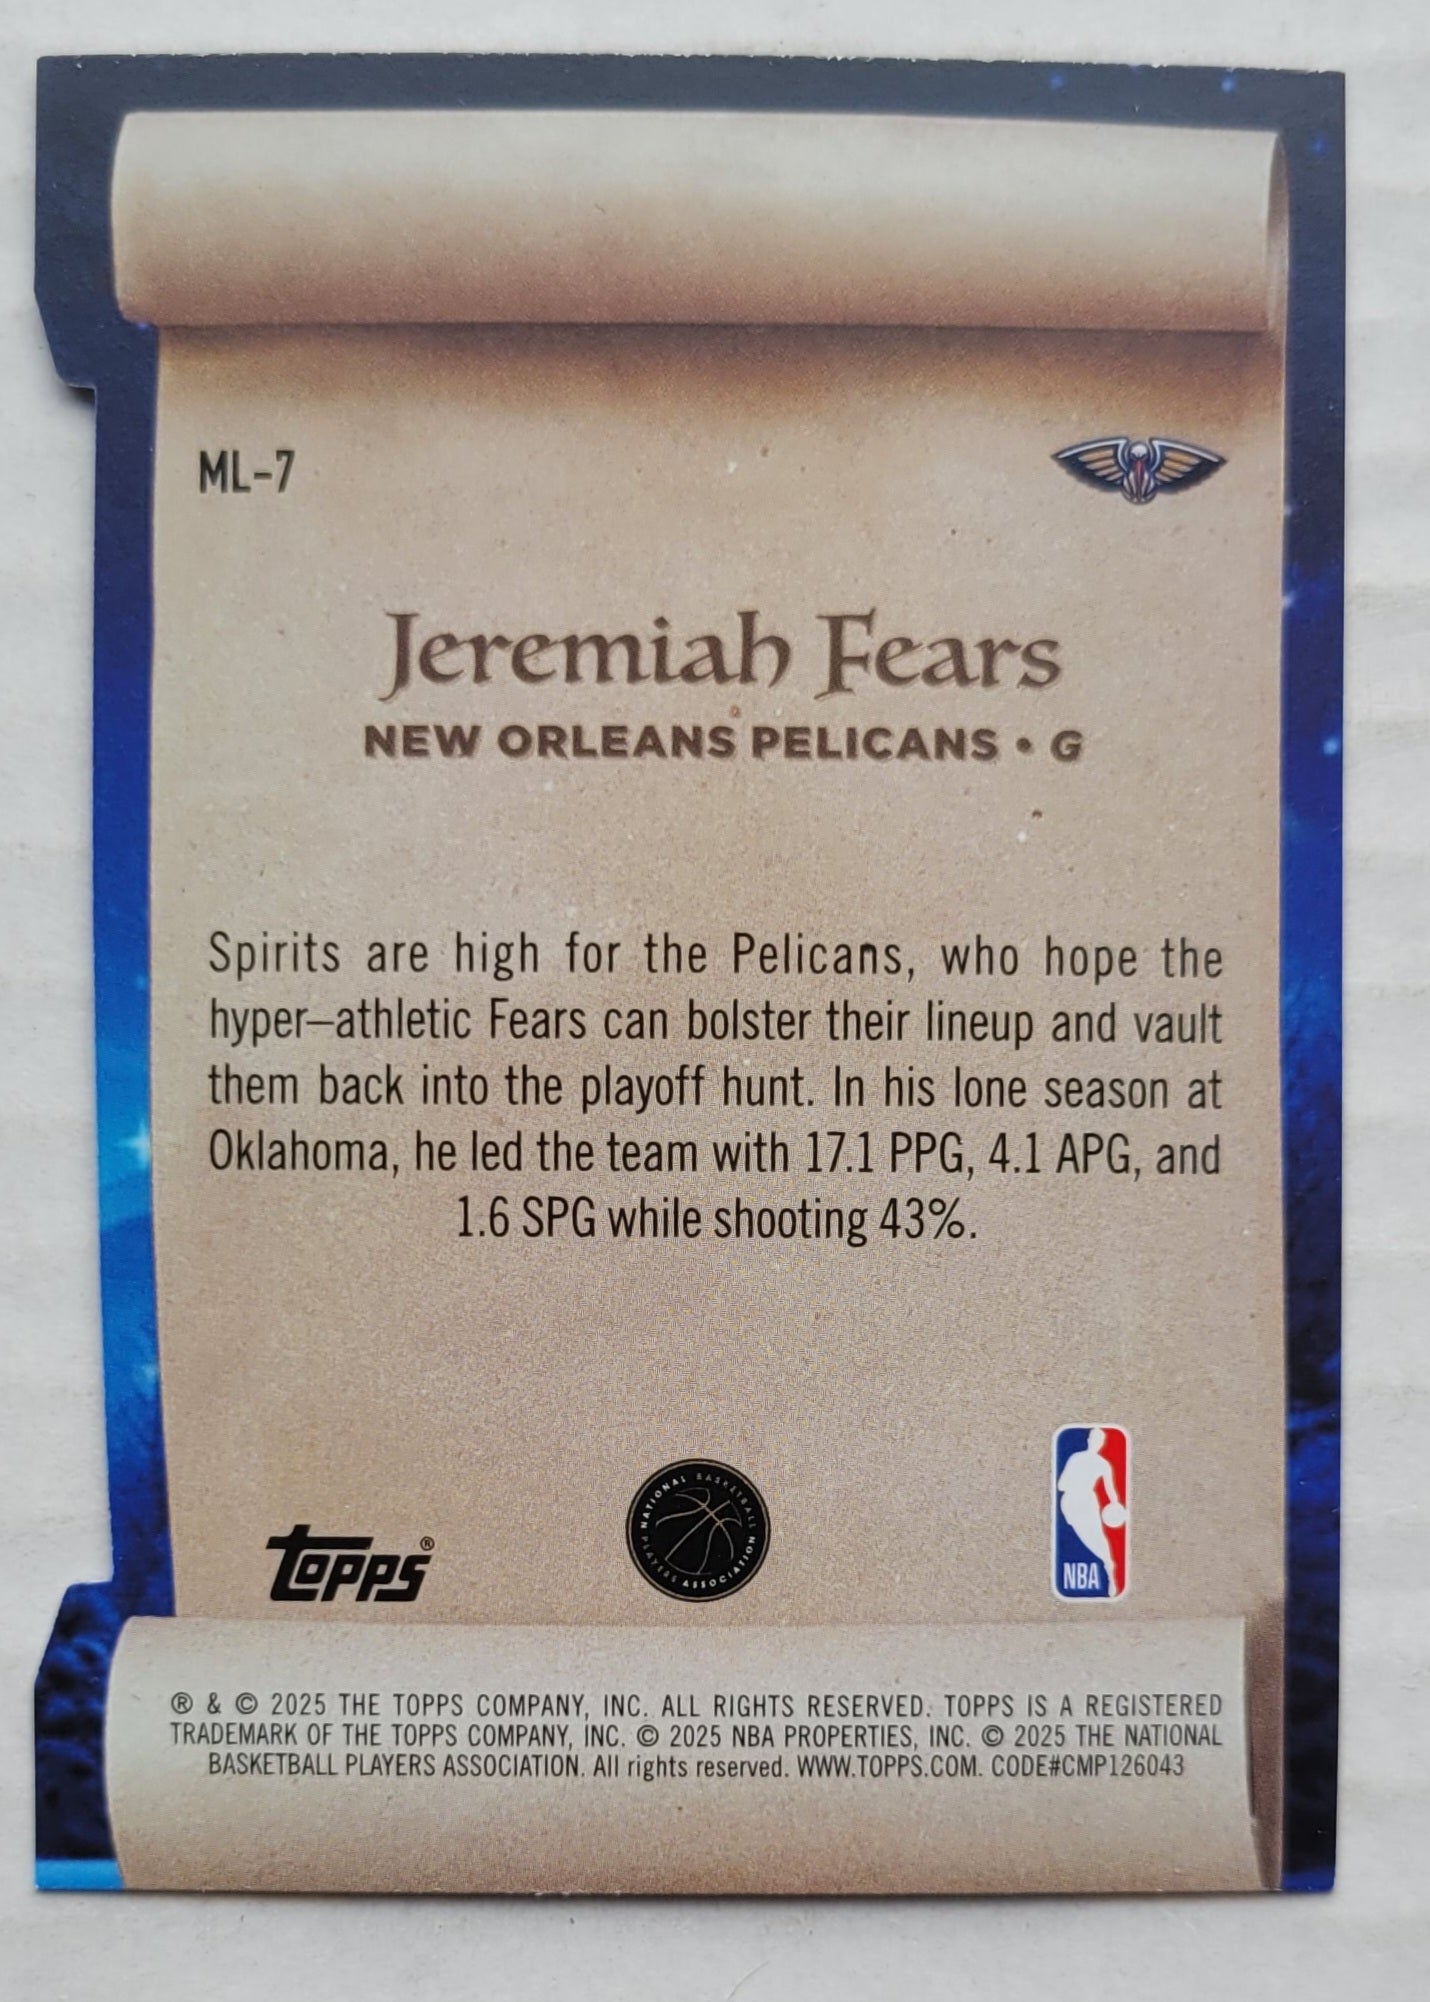 ML-7
Jeremiah Fears
NEW ORLEANS PELICANS • G
Spirits are high for the Pelicans, who hope the
hyper–athletic Fears can bolster their lineup and vault
them back into the playoff hunt. In his lone season at
Oklahoma, he led the team with 17.1 PPG, 4.1 APG, and
1.6 SPG while shooting 43%.
TOPPS®
NATIONAL BASKETBALL
PLAYERS ASSOCIATION
NBA
® & © 2025 THE TOPPS COMPANY, INC. ALL RIGHTS RESERVED. TOPPS IS A REGISTERED
TRADEMARK OF THE TOPPS COMPANY, INC. © 2025 NBA PROPERTIES, INC. © 2025 THE NATIONAL
BASKETBALL PLAYERS ASSOCIATION. All rights reserved. WWW.TOPPS.COM. CODE#CMP126043